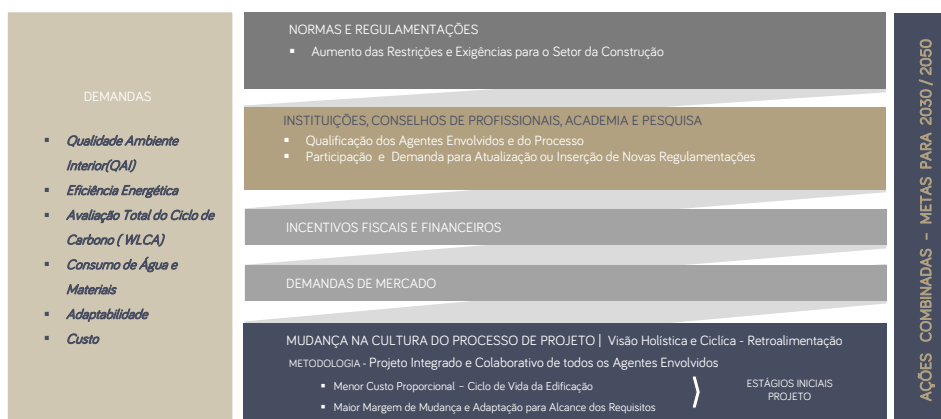 DEMANDAS
▪ Qualidade Ambiente
Interior(QAI)
▪ Eficiência Energética
▪ Avaliação Total do Ciclo de
Carbono ( WLCA)
▪ Consumo de Água e
Materiais
▪ Adaptabilidade
▪ Custo
NORMAS E REGULAMENTAÇÕES
▪ Aumento das Restrições e Exigências para o Setor da Construção
INSTITUIÇÕES, CONSELHOS DE PROFISSIONAIS, ACADEMIA E PESQUISA
▪ Qualificação dos Agentes Envolvidos e do Processo
▪ Participação e Demanda para Atualização ou Inserção de Novas Regulamentações
INCENTIVOS FISCAIS E FINANCEIROS
DEMANDAS DE MERCADO
MUDANÇA NA CULTURA DO PROCESSO DE PROJETO | Visão Holística e Ciclíca - Retroalimentação
METODOLOGIA - Projeto Integrado e Colaborativo de todos os Agentes Envolvidos
▪ Menor Custo Proporcional – Ciclo de Vida da Edificação
▪ Maior Margem de Mudança e Adaptação para Alcance dos Requisitos
ESTÁGIOS INICIAIS
PROJETO
AÇÕES COMBINADAS – METAS PARA 2030 / 2050